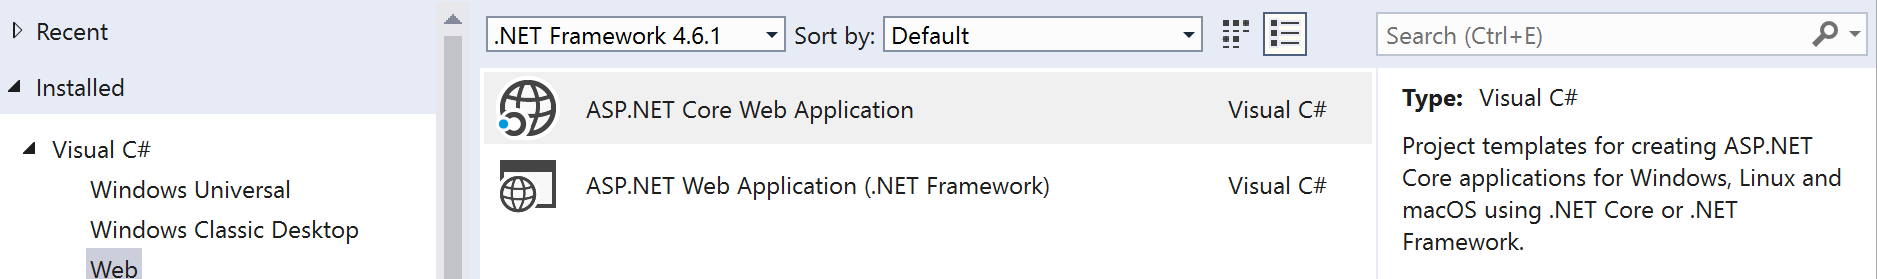 Recent
Installed
Visual C#
Windows Universal
Windows Classic Desktop
Web
.NET Framework 4.6.1
Sort by:
Default
Search (Ctrl+E)
ASP.NET Core Web Application
Visual C#
ASP.NET Web Application (.NET Framework)
Visual C#
Type: Visual C#
Project templates for creating ASP.NET
Core applications for Windows, Linux and
macOS using .NET Core or .NET
Framework.